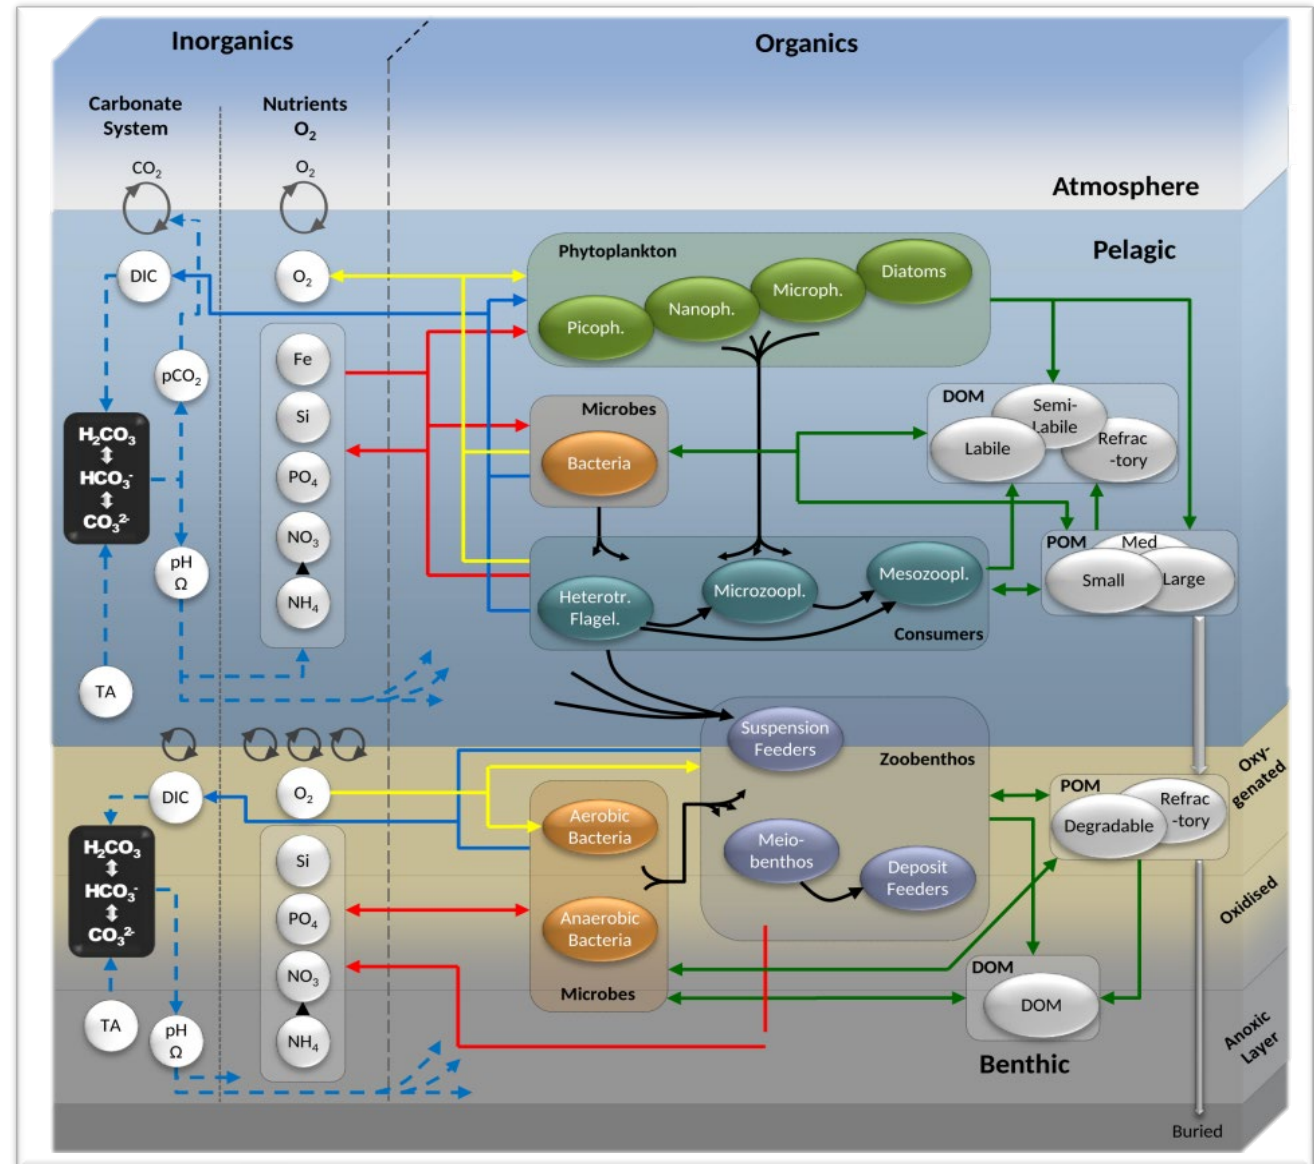 Inorganics
Organics
Carbonate
System
Nutrients
O₂
CO₂
O₂
Atmosphere
Pelagic
DIC
O₂
Phytoplankton
Picoph.
Nanoph.
Microph.
Diatoms
Fe
pCO₂
Si
PO₄
NO₃
NH₄
H₂CO₃
HCO₃⁻
CO₃²⁻
pH
Ω
TA
Microbes
Bacteria
DOM
Labile
Semi-
Labile
Refrac
-tory
POM
Small
Med
Large
Heterotr.
Flagel.
Microzoopl.
Mesozoopl.
Consumers
Suspension
Feeders
Zoobenthos
Meio-
benthos
Deposit
Feeders
DIC
O₂
H₂CO₃
HCO₃⁻
CO₃²⁻
Si
PO₄
NO₃
NH₄
TA
pH
Ω
Aerobic
Bacteria
Anaerobic
Bacteria
Microbes
POM
Degradable
Refrac
-tory
DOM
DOM
Benthic
Oxy-
genated
Oxidised
Anoxic
Layer
Buried